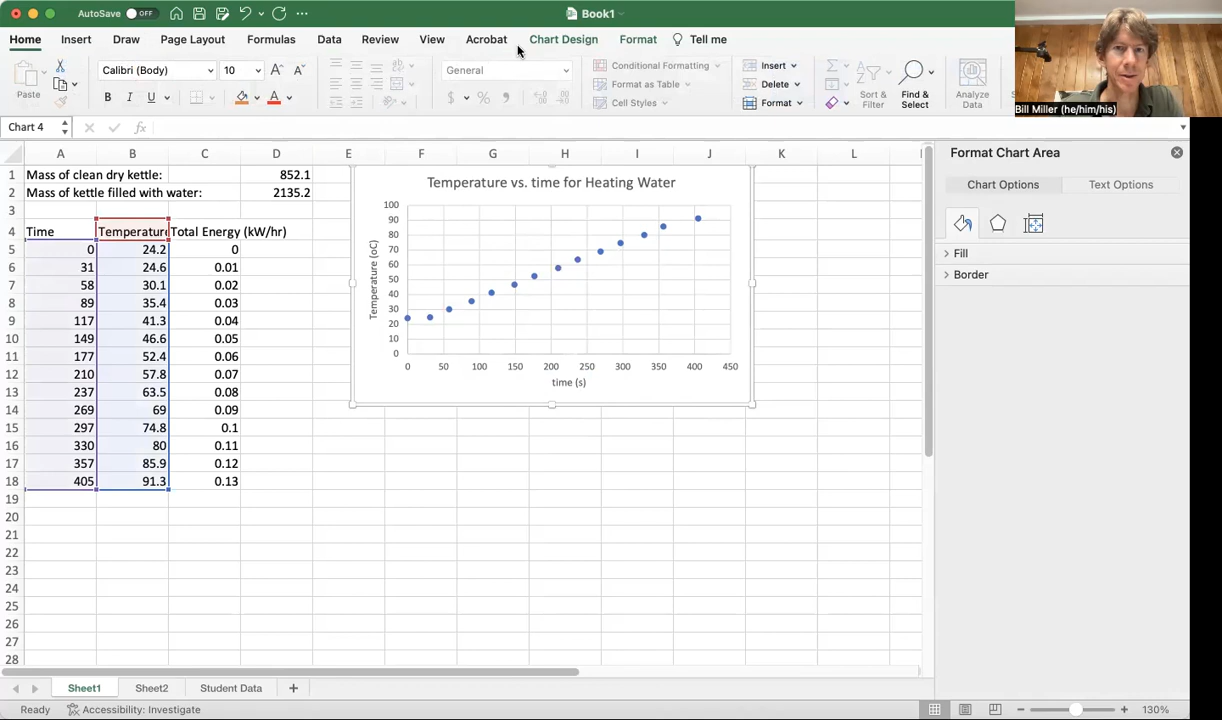 AutoSave OFF
Book1
Home Insert Draw Page Layout Formulas Data Review View Acrobat Chart Design Format Tell me
Paste
Calibri (Body) 10
B I U A
General
$ %
Conditional Formatting
Format as Table
Cell Styles
Insert
Delete
Format
Sort & Filter
Find & Select
Analyze Data
Bill Miller (he/him/his)
Chart 4 fx
A B C D E F G H I J K L
1 Mass of clean dry kettle: 852.1
2 Mass of kettle filled with water: 2135.2
3
4 Time Temperature Total Energy (kW/hr)
5 0 24.2 0
6 31 24.6 0.01
7 58 30.1 0.02
8 89 35.4 0.03
9 117 41.3 0.04
10 149 46.6 0.05
11 177 52.4 0.06
12 210 57.8 0.07
13 237 63.5 0.08
14 269 69 0.09
15 297 74.8 0.1
16 330 80 0.11
17 357 85.9 0.12
18 405 91.3 0.13
19
20
21
22
23
24
25
26
27
28
Temperature vs. time for Heating Water
Temperature (oC)
100
90
80
70
60
50
40
30
20
10
0
0 50 100 150 200 250 300 350 400 450
time (s)
Format Chart Area
Chart Options Text Options
Fill
Border
Sheet1 Sheet2 Student Data
Ready Accessibility: Investigate 130%